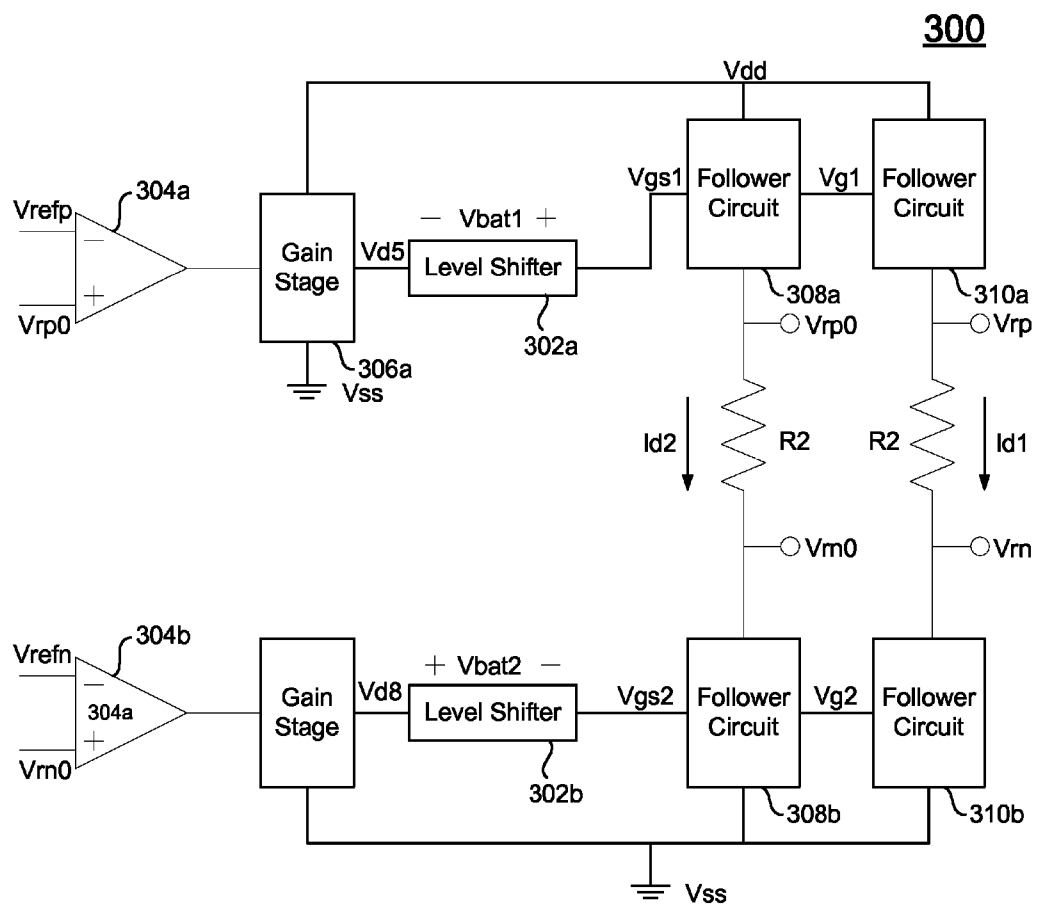 300
Vdd
304a
Vrefp
−
+
Vrp0
Gain
Stage
306a
Vss
Vd5
− Vbat1 +
Level Shifter
302a
Vgs1
Follower
Circuit
308a
Vg1
Follower
Circuit
310a
Vrp0
Vrp
Id2
R2
R2
Id1
Vrn0
Vrn
304b
Vrefn
−
304a
+
Vrn0
Gain
Stage
Vd8
+ Vbat2 −
Level Shifter
302b
Vgs2
Follower
Circuit
308b
Vg2
Follower
Circuit
310b
Vss